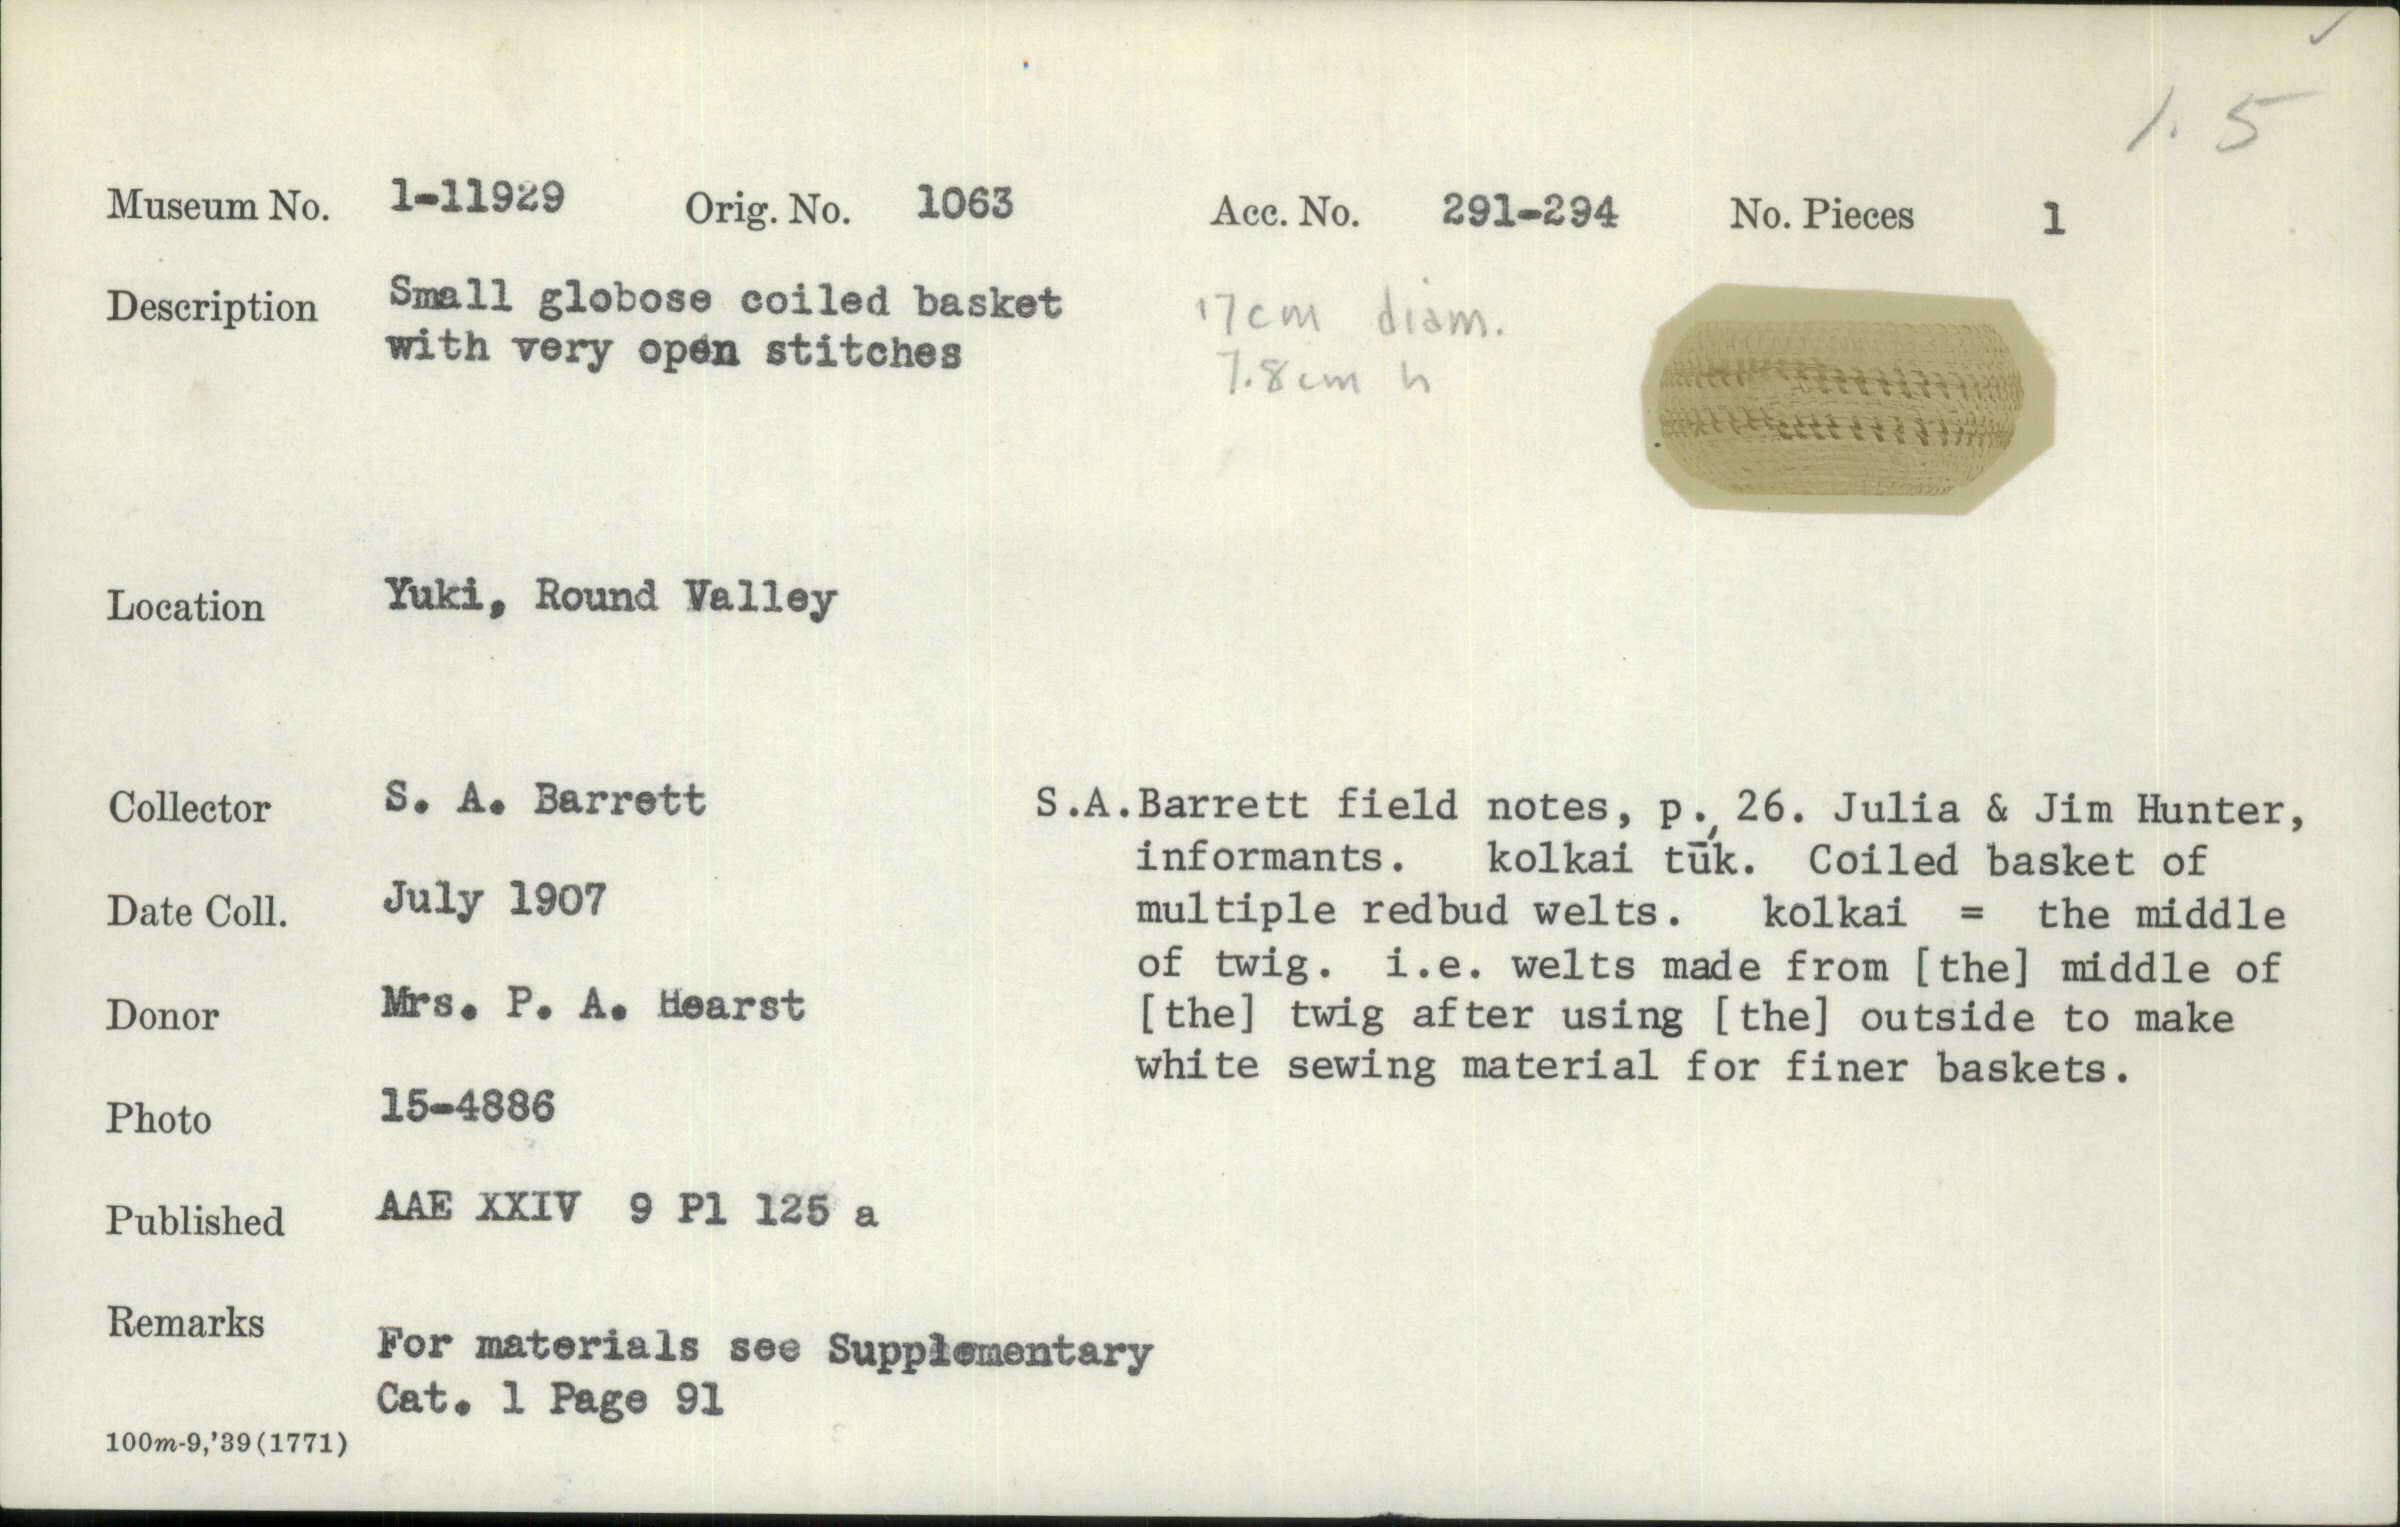 1.5
Museum No. 1-11929 Orig. No. 1063 Acc. No. 291-294 No. Pieces 1
Description Small globose coiled basket
with very open stitches
17cm diam.
7.8cm h
Location Yuki, Round Valley
Collector S. A. Barrett
Date Coll. July 1907
Donor Mrs. P. A. Hearst
Photo 15-4886
Published AAE XXIV 9 Pl 125 a
Remarks For materials see Supplementary
Cat. 1 Page 91
100m-9,'39(1771)
S.A.Barrett field notes, p. 26. Julia & Jim Hunter,
informants. kolkai tū́k. Coiled basket of
multiple redbud welts. kolkai = the middle
of twig. i.e. welts made from [the] middle of
[the] twig after using [the] outside to make
white sewing material for finer baskets.